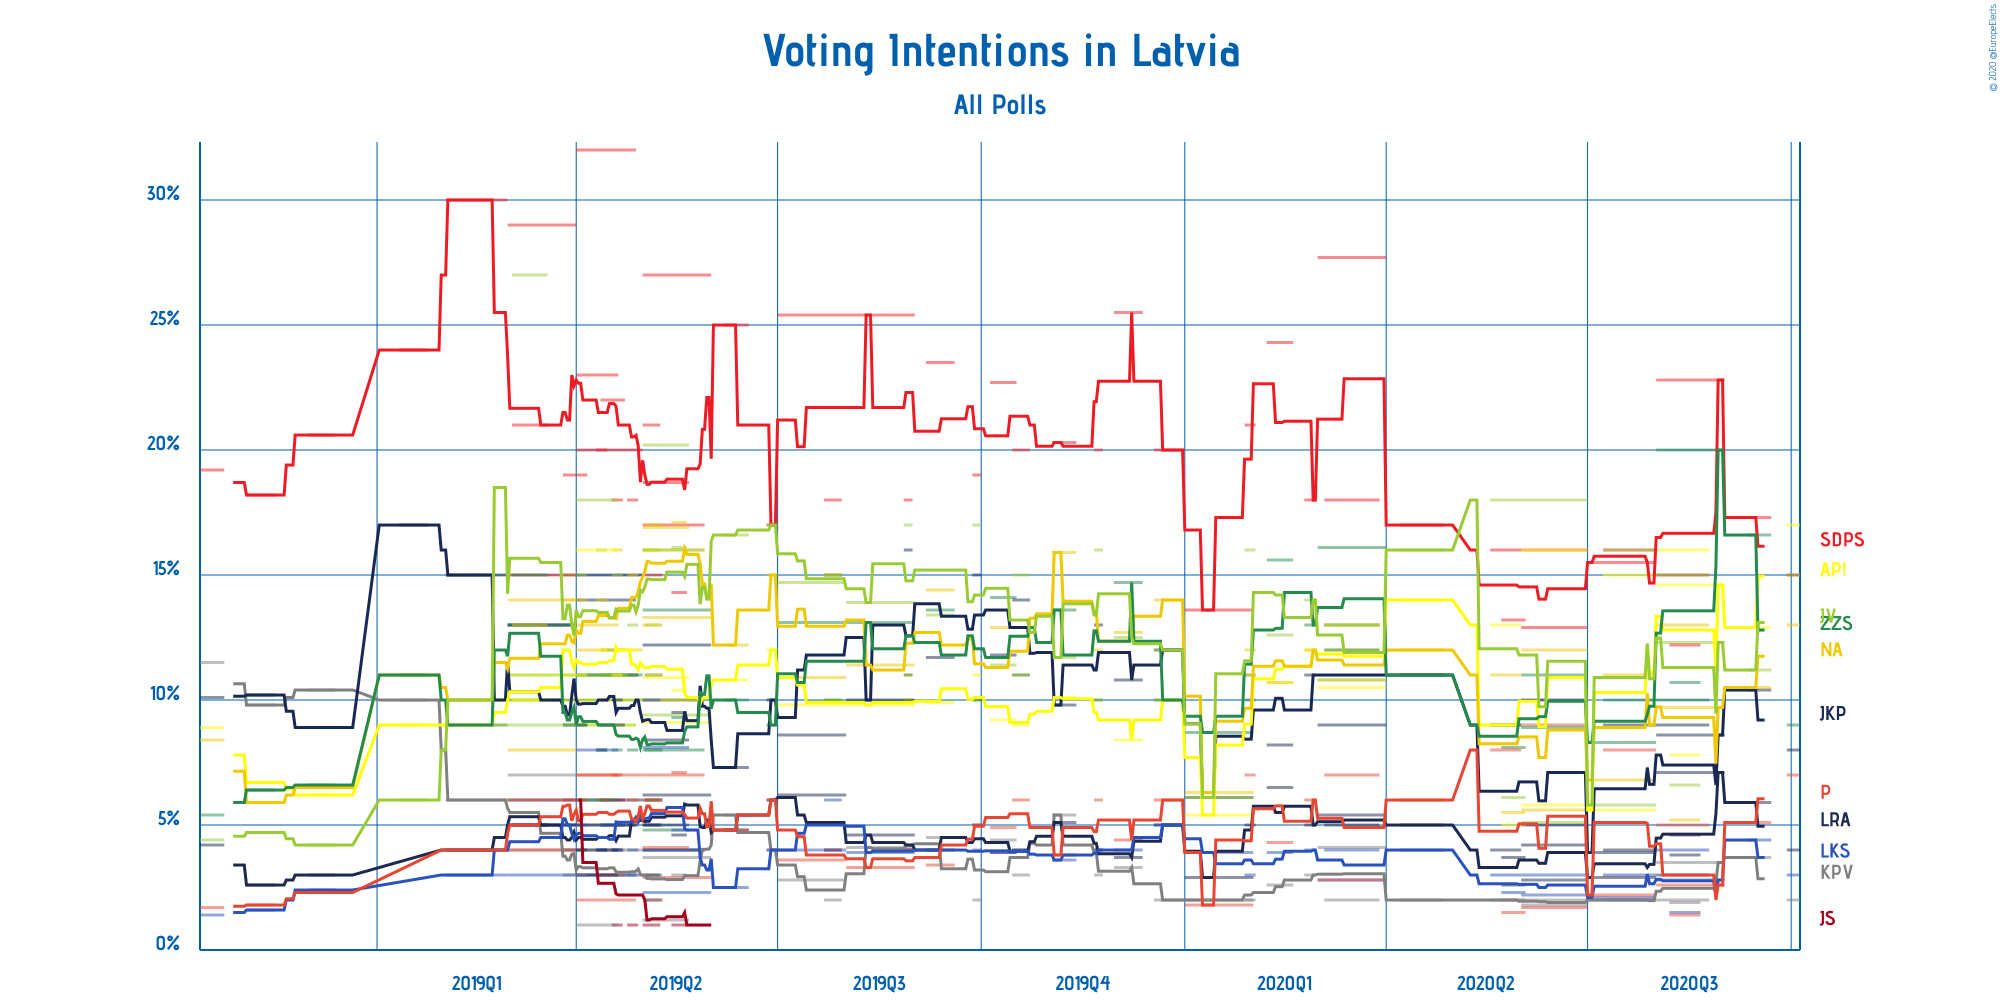 © 2020 @EuropeElects
Voting Intentions in Latvia
All Polls
30%
25%
20%
15%
10%
5%
0%
SDPS
API
JV
ZZS
NA
JKP
P
LRA
LKS
KPV
JS
2019Q1
2019Q2
2019Q3
2019Q4
2020Q1
2020Q2
2020Q3